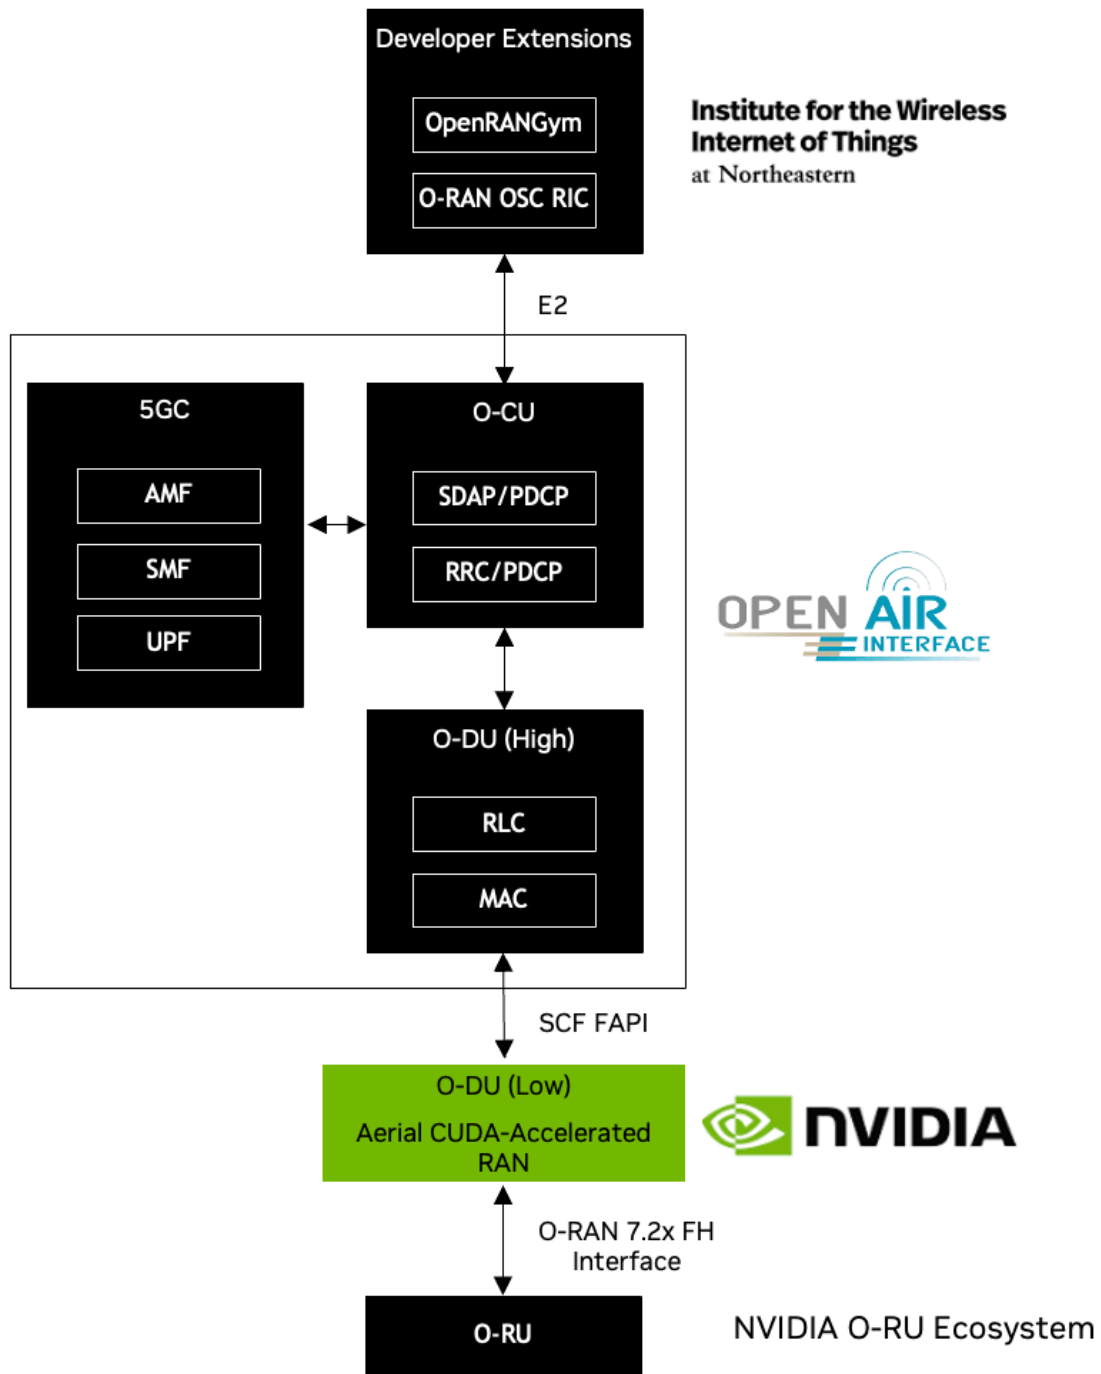 Developer Extensions
OpenRANGym
O-RAN OSC RIC
Institute for the Wireless
Internet of Things
at Northeastern
E2
5GC
AMF
SMF
UPF
O-CU
SDAP/PDCP
RRC/PDCP
OPEN AIR
INTERFACE
O-DU (High)
RLC
MAC
SCF FAPI
O-DU (Low)
Aerial CUDA-Accelerated
RAN
NVIDIA
O-RAN 7.2x FH
Interface
O-RU
NVIDIA O-RU Ecosystem